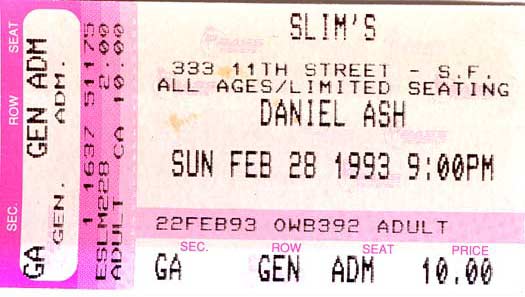 SLIM'S
333 11TH STREET - S.F.
ALL AGES/LIMITED SEATING
DANIEL ASH
SUN FEB 28 1993 9:00PM
22FEB93 OWB392 ADULT
SEC. ROW SEAT PRICE
GA GEN ADM 10.00
SEC. ROW SEAT
GA GEN ADM
GEN. ADM.
1 1637 51175
ESLM228 2.00
ADULT CA 10.00